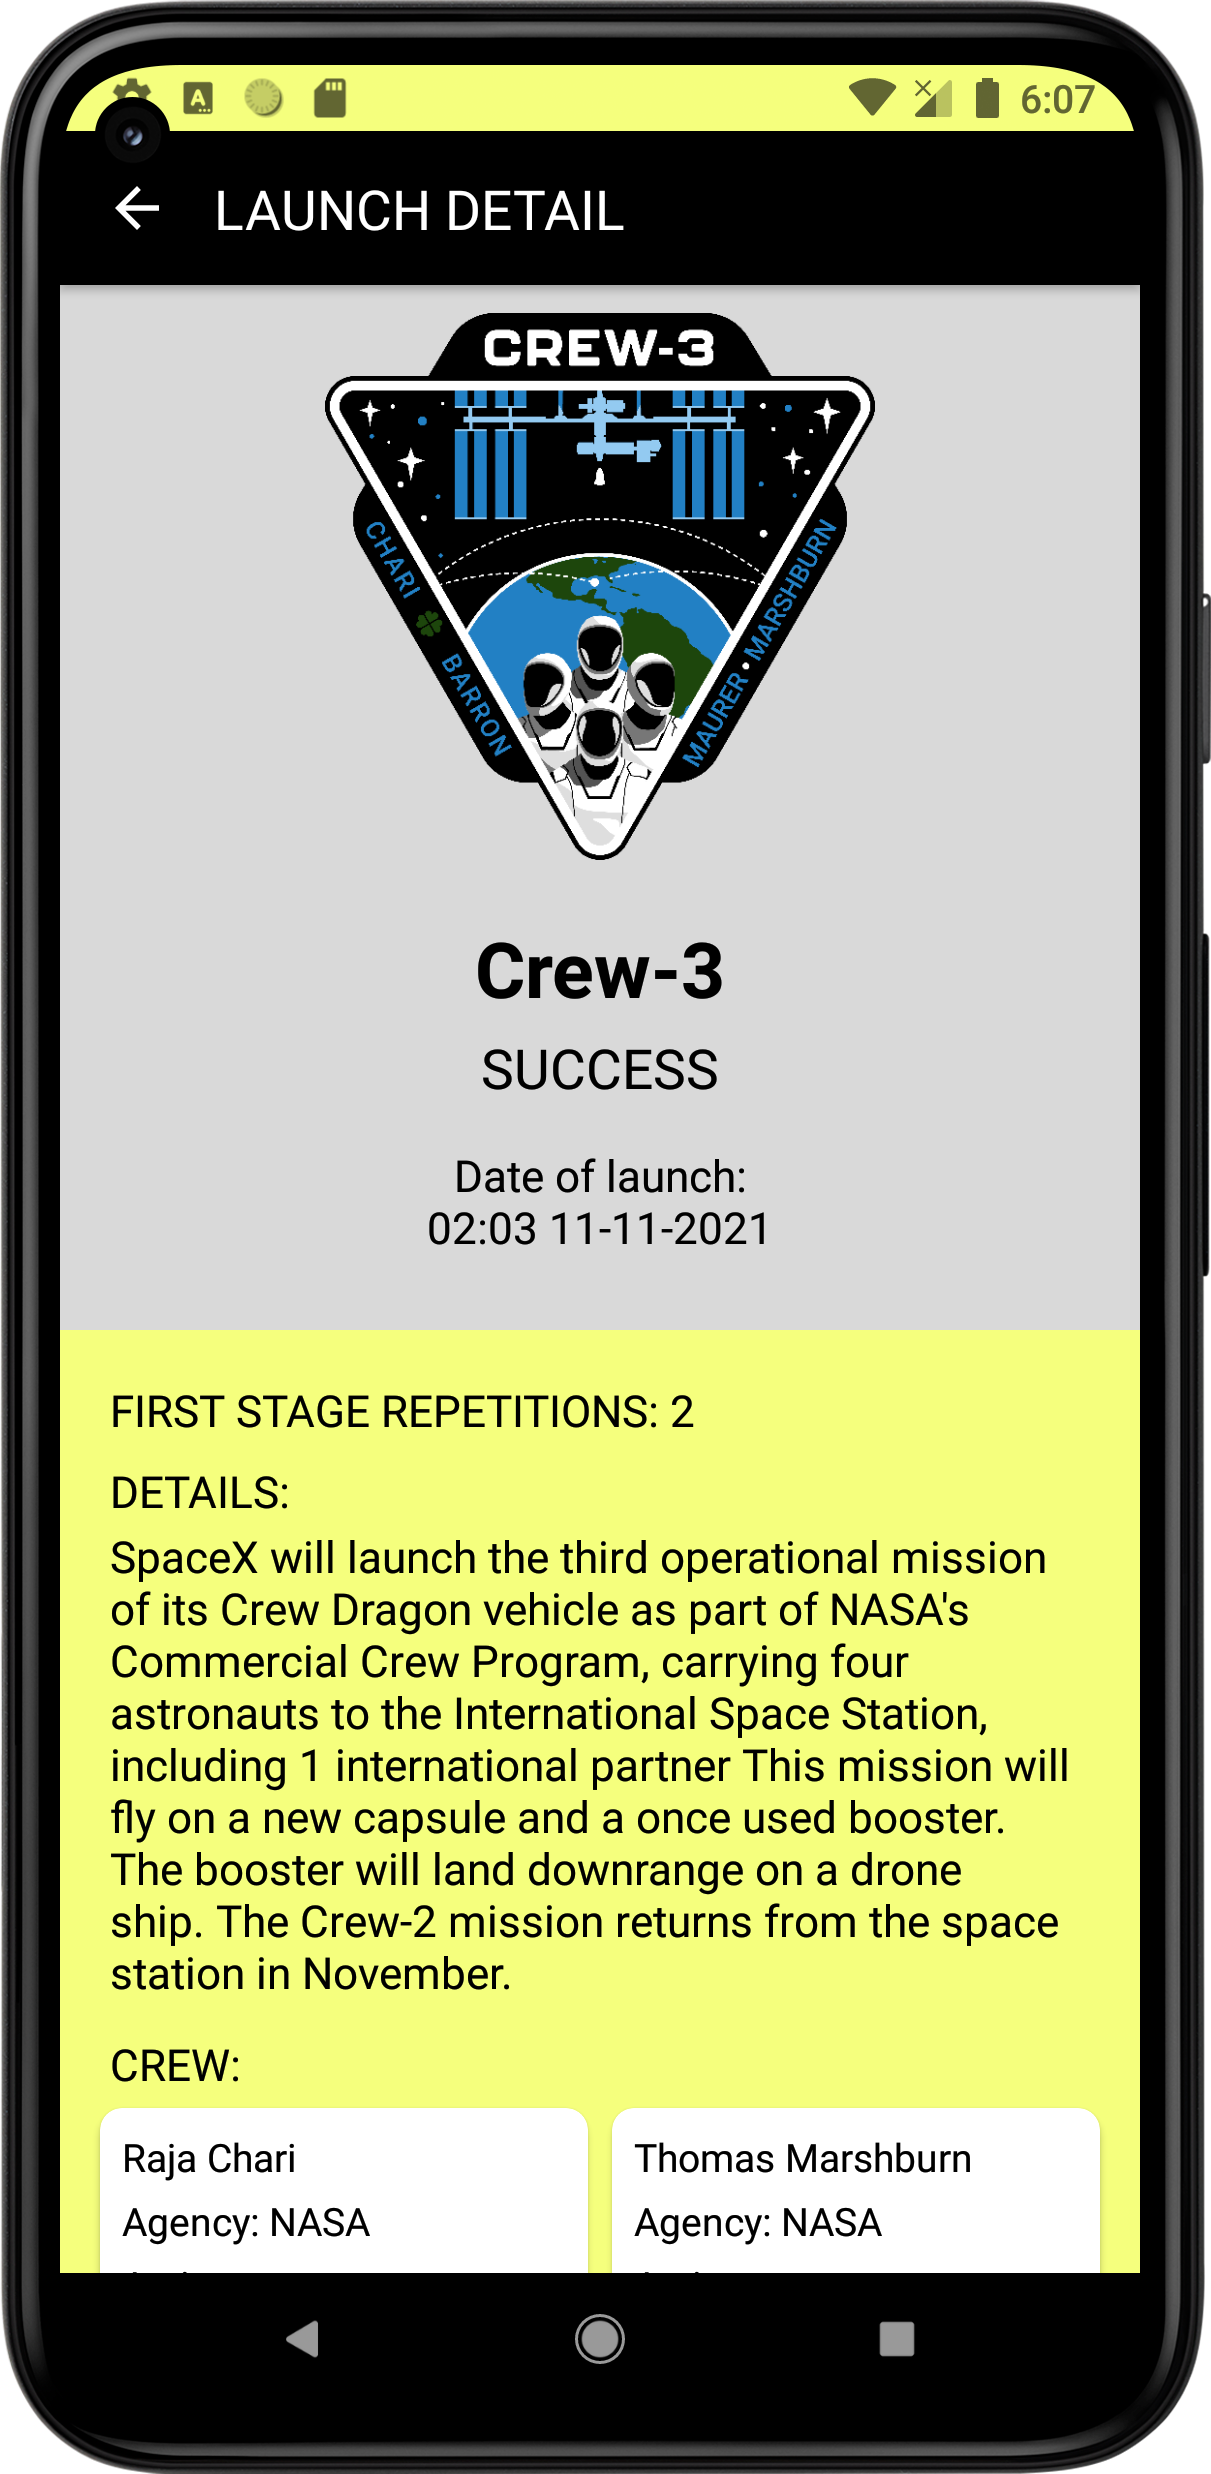 6:07
LAUNCH DETAIL
CREW-3
CHARI
BARRON
MAURER • MARSHBURN
Crew-3
SUCCESS
Date of launch:
02:03 11-11-2021
FIRST STAGE REPETITIONS: 2
DETAILS:
SpaceX will launch the third operational mission
of its Crew Dragon vehicle as part of NASA's
Commercial Crew Program, carrying four
astronauts to the International Space Station,
including 1 international partner This mission will
fly on a new capsule and a once used booster.
The booster will land downrange on a drone
ship. The Crew-2 mission returns from the space
station in November.
CREW:
Raja Chari
Agency: NASA
Thomas Marshburn
Agency: NASA